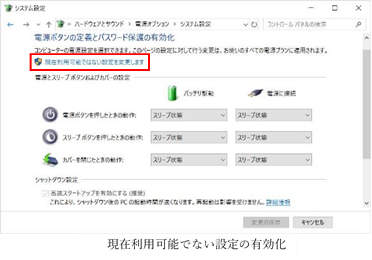 システム設定
« ハードウェアとサウンド > 電源オプション > システム設定
コントロール パネルの検索
電源ボタンの定義とパスワード保護の有効化
コンピューターの電源設定を選択できます。このページの設定に対して行う変更は、お使いのすべての電源プランに適用されます。
現在利用可能ではない設定を変更します
電源とスリープ ボタンおよびカバーの設定
バッテリ駆動 電源に接続
電源ボタンを押したときの動作: スリープ状態 スリープ状態
スリープ ボタンを押したときの動作: スリープ状態 スリープ状態
カバーを閉じたときの動作: スリープ状態 スリープ状態
シャットダウン設定
高速スタートアップを有効にする (推奨)
これにより、シャットダウン後の PC の起動時間が速くなります。再起動は影響を受けません。 詳細情報
変更の保存 キャンセル
現在利用可能でない設定の有効化